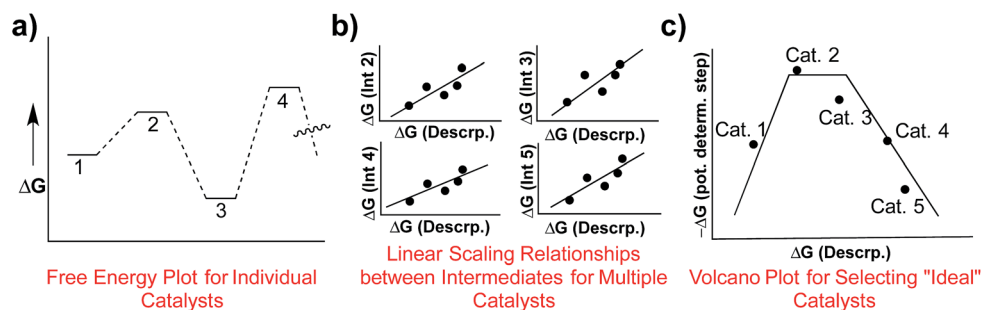 a)
ΔG
1
2
3
4
Free Energy Plot for Individual
Catalysts
b)
ΔG (Int 2)
ΔG (Descrp.)
ΔG (Int 3)
ΔG (Descrp.)
ΔG (Int 4)
ΔG (Descrp.)
ΔG (Int 5)
ΔG (Descrp.)
Linear Scaling Relationships
between Intermediates for Multiple
Catalysts
c)
−ΔG (pot. determ. step)
Cat. 1
Cat. 2
Cat. 3
Cat. 4
Cat. 5
ΔG (Descrp.)
Volcano Plot for Selecting "Ideal"
Catalysts